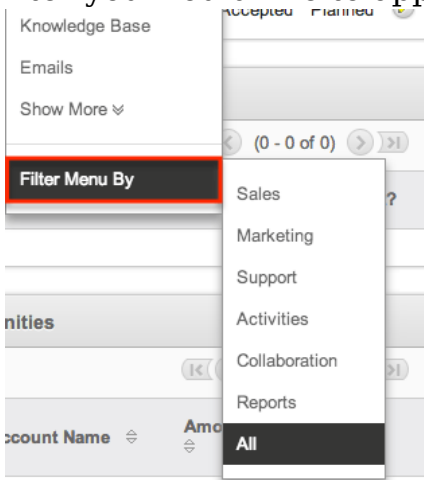 Accepted Planned
Knowledge Base
Emails
Show More
(0 - 0 of 0)
Filter Menu By
Sales
?
Marketing
Support
nities
Activities
Collaboration
Reports
ccount Name Amo
All